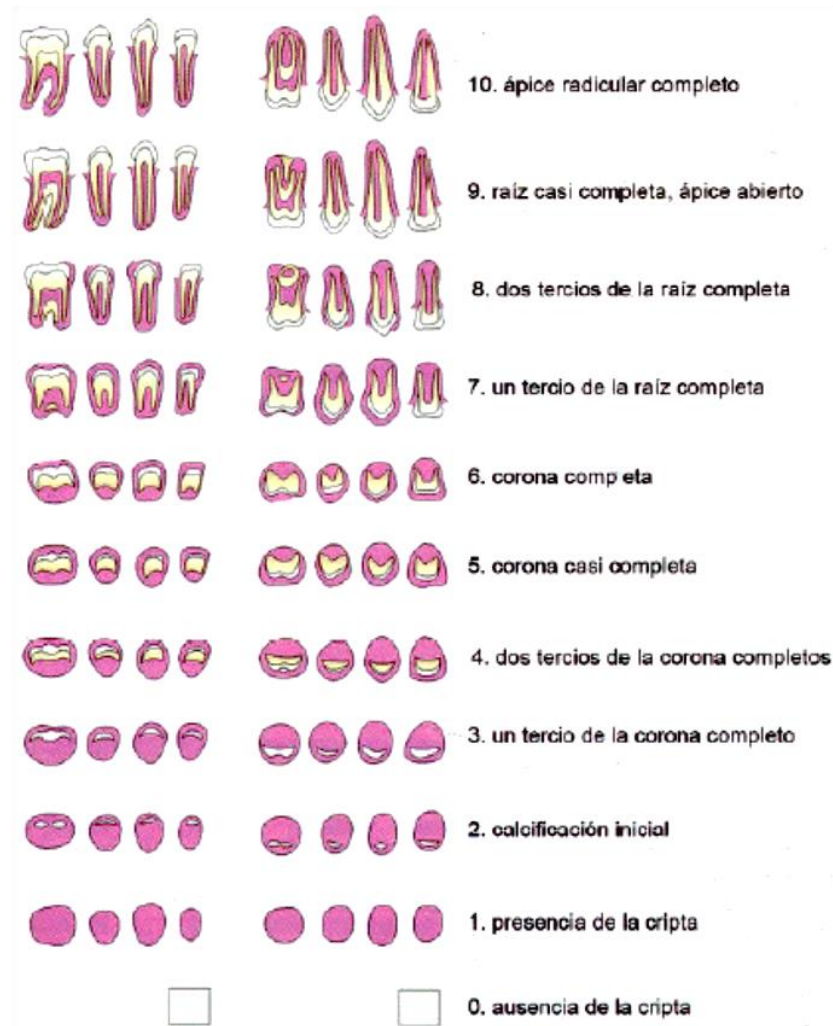 10. ápice radicular completo
9. raíz casi completa, ápice abierto
8. dos tercios de la raíz completa
7. un tercio de la raíz completa
6. corona comp eta
5. corona casi completa
4. dos tercios de la corona completos
3. un tercio de la corona completo
2. calcificación inicial
1. presencia de la cripta
0. ausencia de la cripta